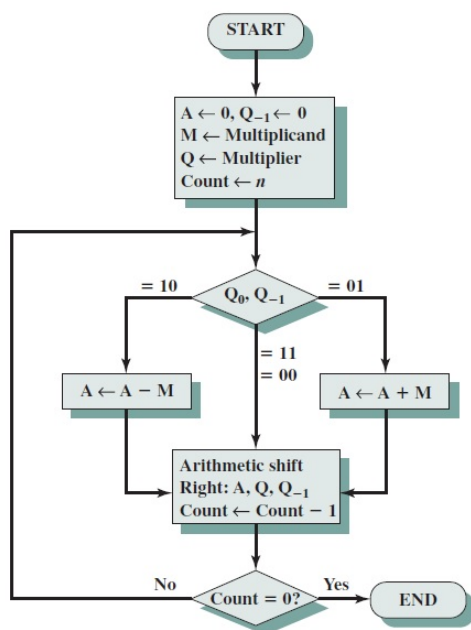 START
A ← 0, Q₋₁ ← 0
M ← Multiplicand
Q ← Multiplier
Count ← n
= 10
Q₀, Q₋₁
= 01
= 11
= 00
A ← A − M
A ← A + M
Arithmetic shift
Right: A, Q, Q₋₁
Count ← Count − 1
No
Count = 0?
Yes
END